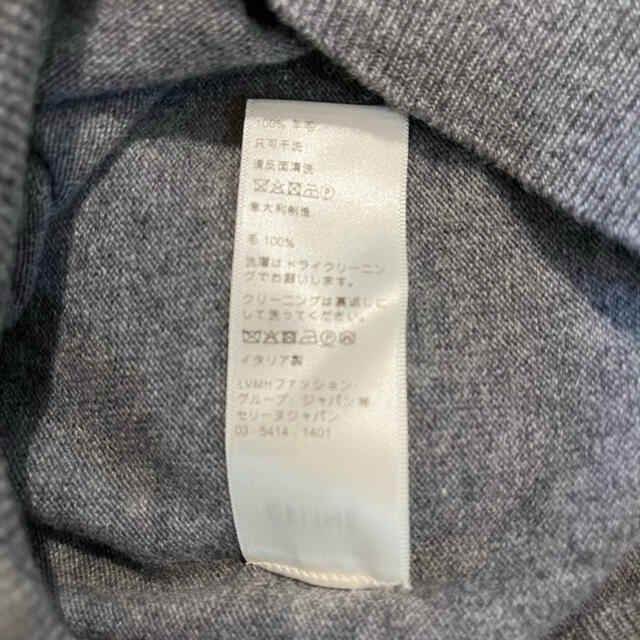 100% 羊毛
只可干洗
请反面清洗
意大利制造
毛 100%
洗濯はドライクリーニン
グでお願いします。
クリーニングは裏返しに
して洗ってください。
イタリア製
LVMHファッション
グループ・ジャパン㈱
セリーヌジャパン
03-5414-1401